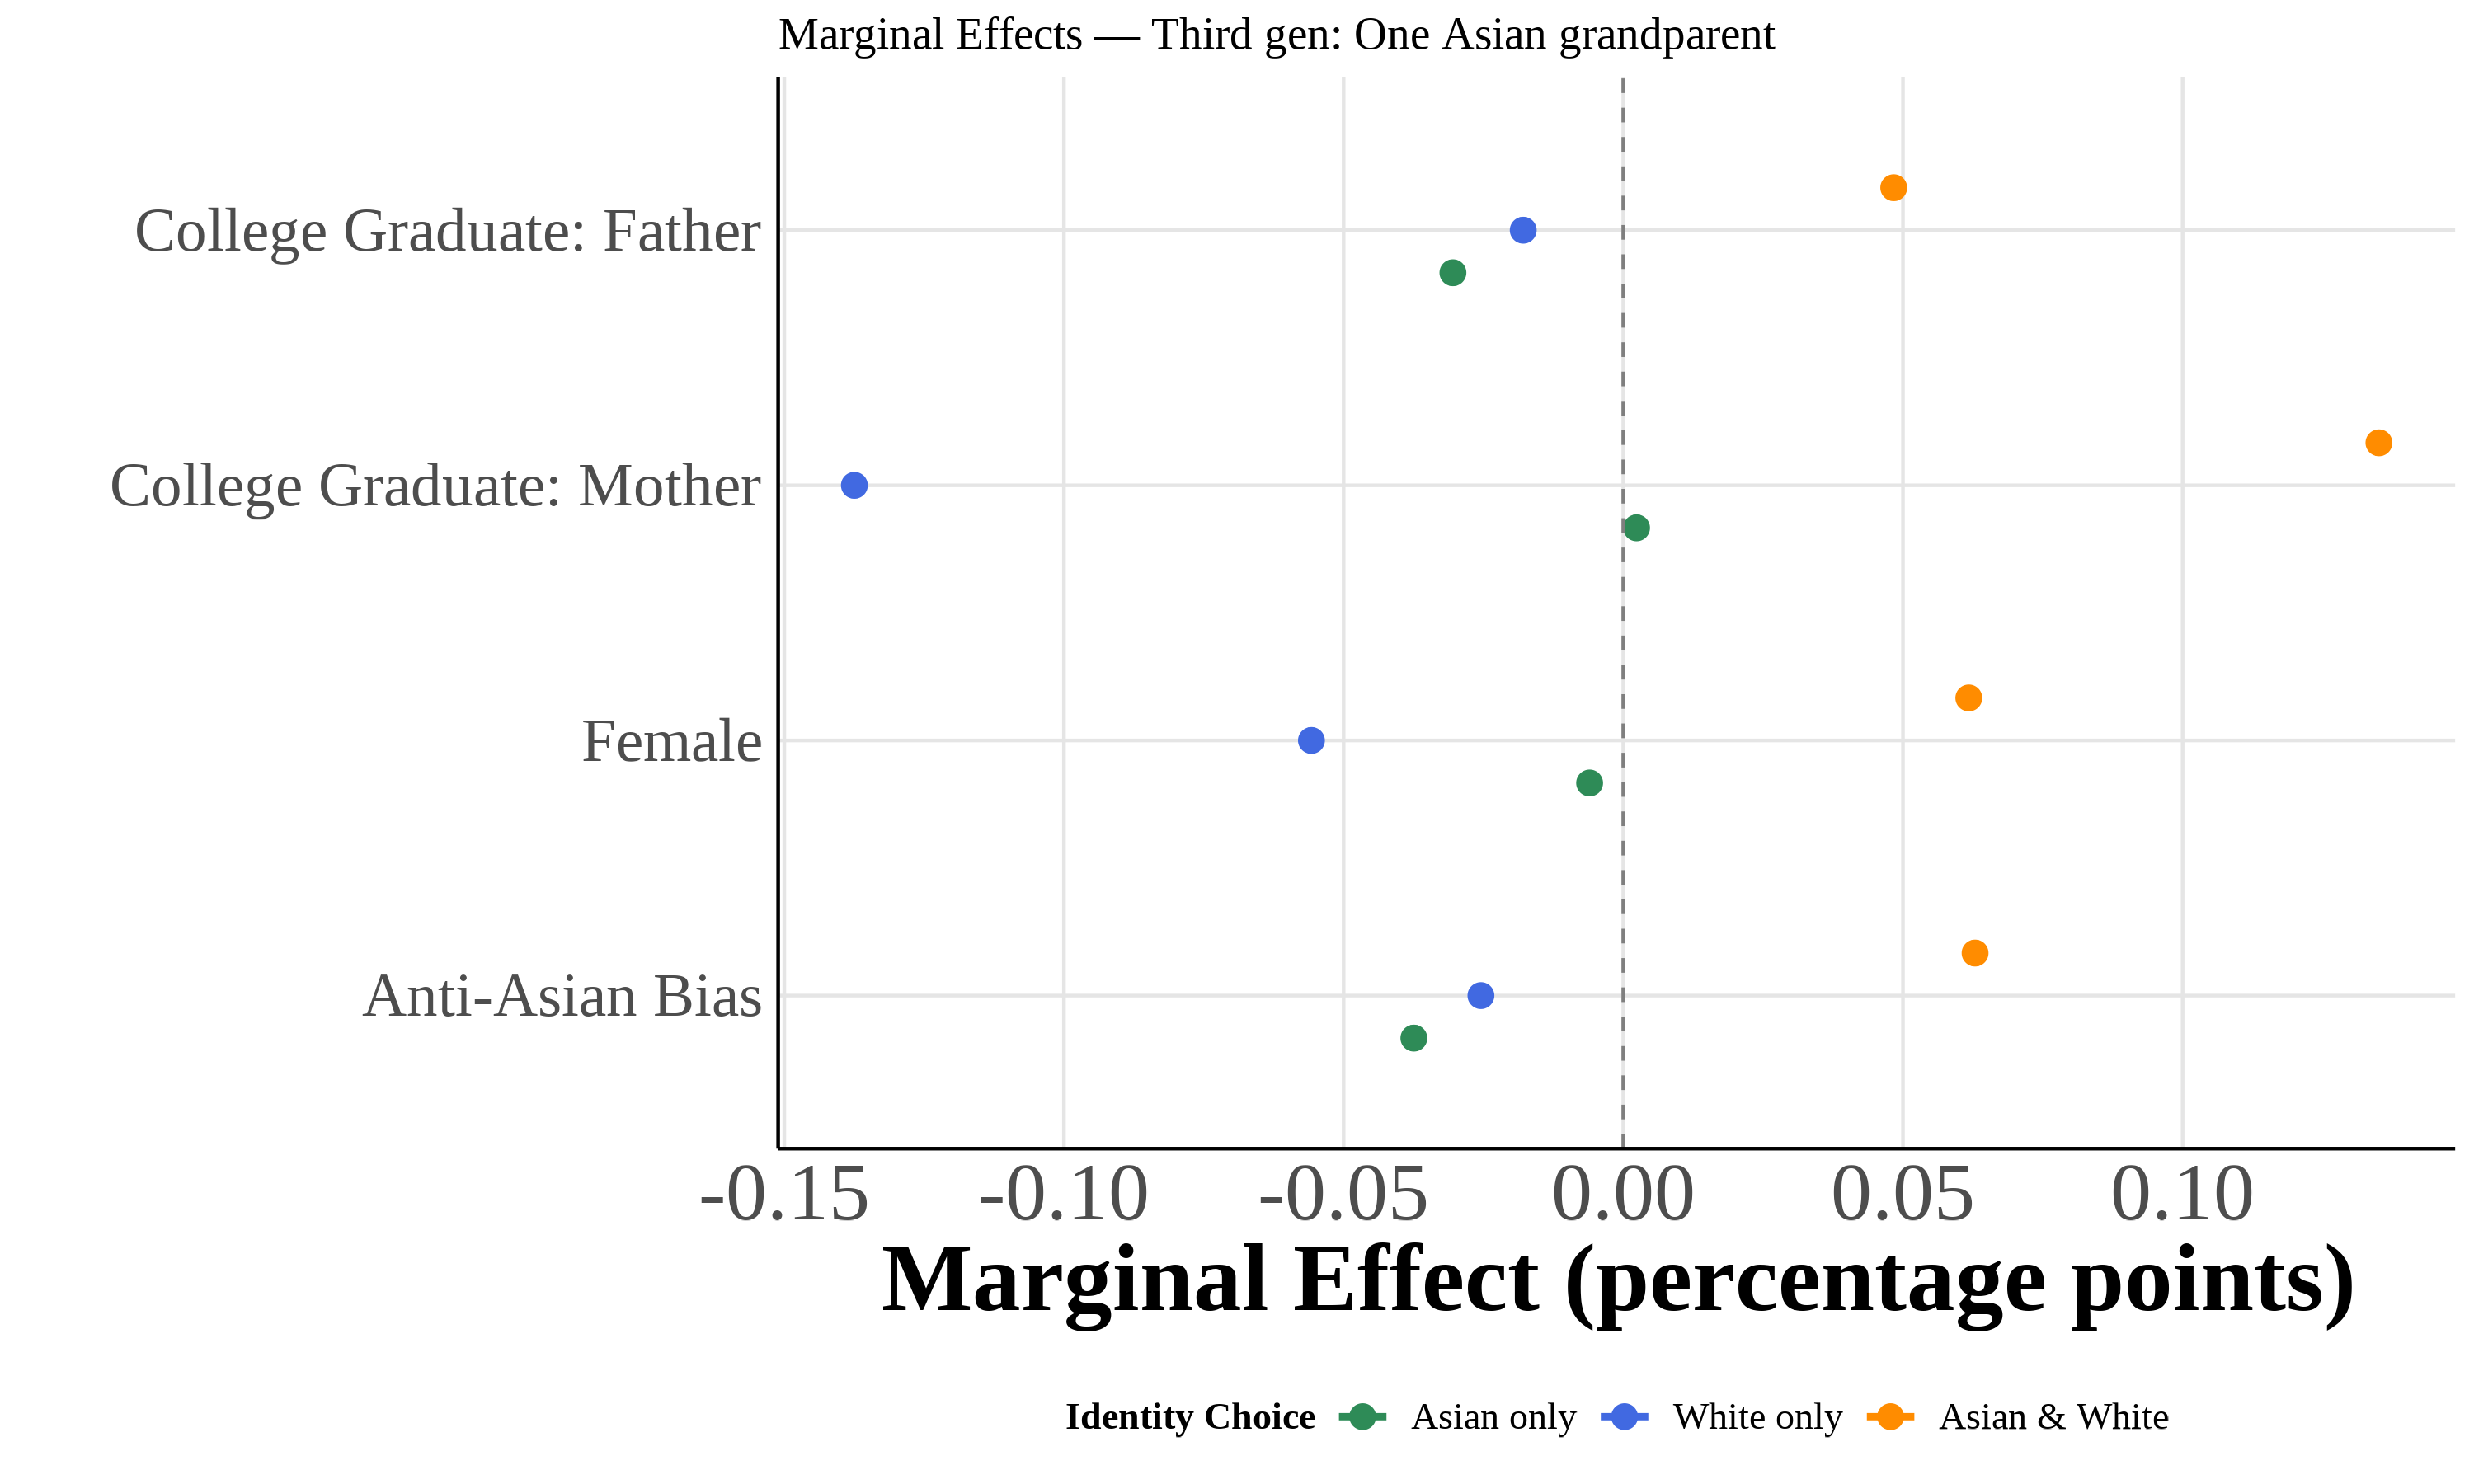 Marginal Effects — Third gen: One Asian grandparent
College Graduate: Father
College Graduate: Mother
Female
Anti-Asian Bias
-0.15 -0.10 -0.05 0.00 0.05 0.10
Marginal Effect (percentage points)
Identity Choice Asian only White only Asian & White